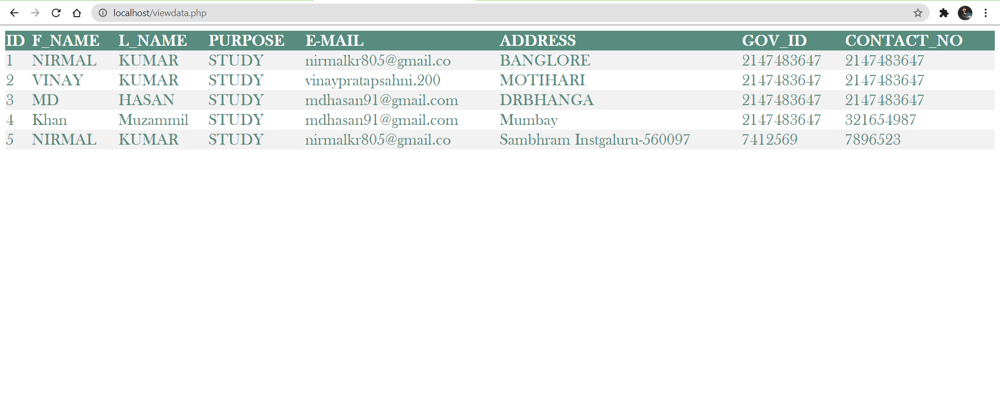 localhost/viewdata.php
ID F_NAME L_NAME PURPOSE E-MAIL ADDRESS GOV_ID CONTACT_NO
1 NIRMAL KUMAR STUDY nirmalkr805@gmail.co BANGLORE 2147483647 2147483647
2 VINAY KUMAR STUDY vinaypratapsahni.200 MOTIHARI 2147483647 2147483647
3 MD HASAN STUDY mdhasan91@gmail.com DRBHANGA 2147483647 2147483647
4 Khan Muzammil STUDY mdhasan91@gmail.com Mumbay 2147483647 321654987
5 NIRMAL KUMAR STUDY nirmalkr805@gmail.co Sambhram Instgaluru-560097 7412569 7896523